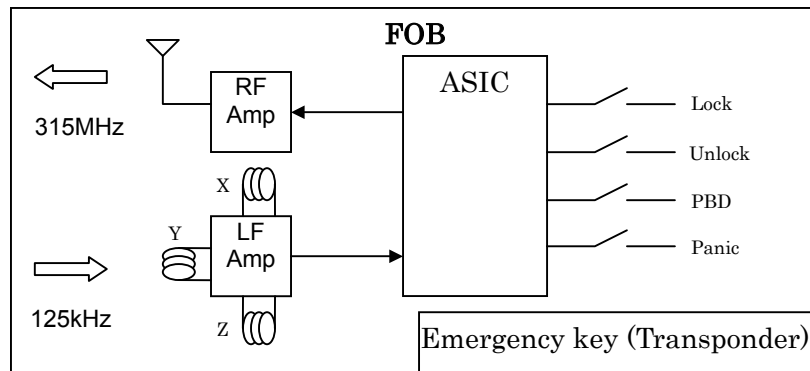 FOB
RF
Amp
ASIC
315MHz
Lock
Unlock
PBD
Panic
X
Y
LF
Amp
Z
125kHz
Emergency key (Transponder)